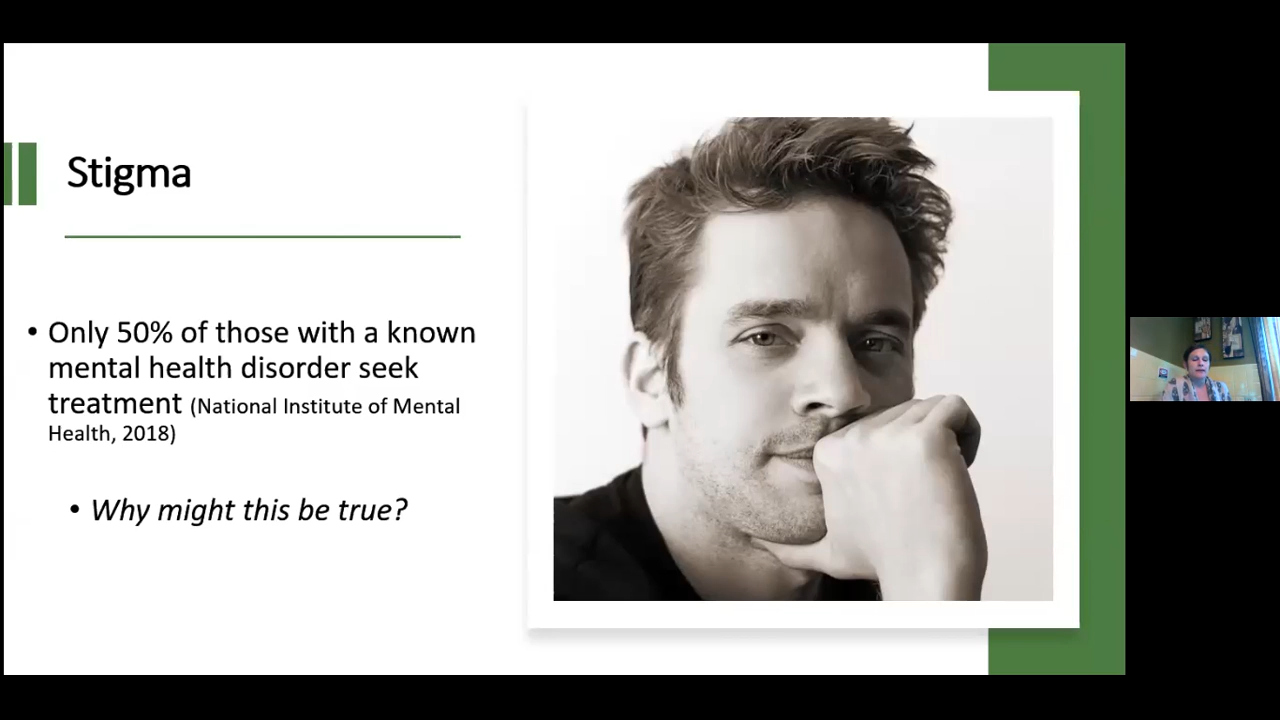 Stigma
• Only 50% of those with a known
mental health disorder seek
treatment (National Institute of Mental
Health, 2018)
• Why might this be true?